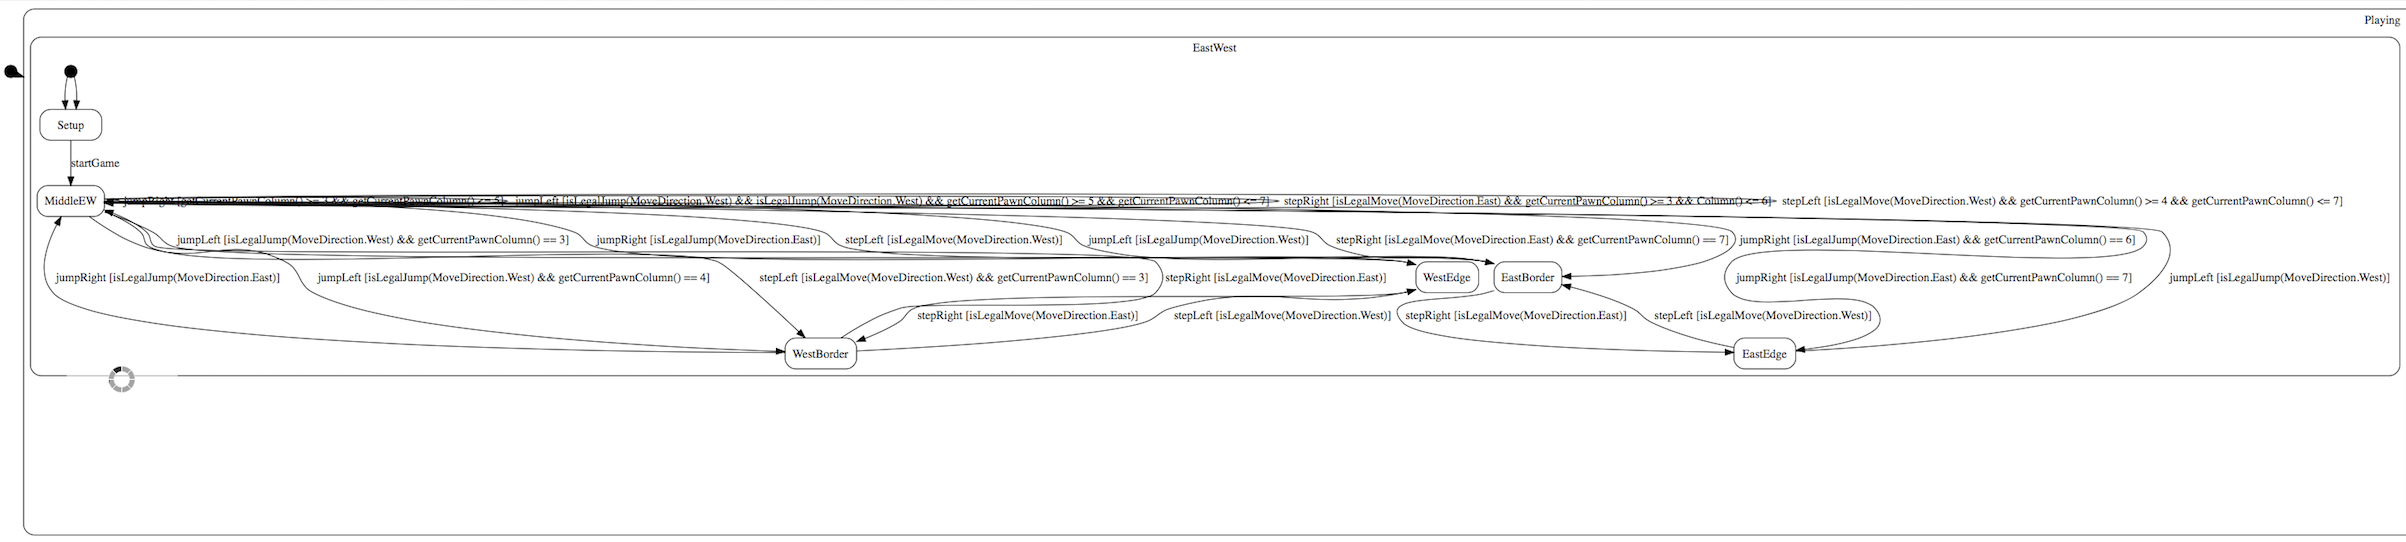 Playing
EastWest
Setup
startGame
MiddleEW
jumpRight [getCurrentPawnColumn() >= 3 && getCurrentPawnColumn() <= 5]
jumpLeft [isLegalJump(MoveDirection.West) && isLegalJump(MoveDirection.West) && getCurrentPawnColumn() >= 5 && getCurrentPawnColumn() <= 7]
stepRight [isLegalMove(MoveDirection.East) && getCurrentPawnColumn() >= 3 && Column() <= 6]
stepLeft [isLegalMove(MoveDirection.West) && getCurrentPawnColumn() >= 4 && getCurrentPawnColumn() <= 7]
jumpLeft [isLegalJump(MoveDirection.West) && getCurrentPawnColumn() == 3]
jumpRight [isLegalJump(MoveDirection.East)]
stepLeft [isLegalMove(MoveDirection.West)]
jumpLeft [isLegalJump(MoveDirection.West)]
stepRight [isLegalMove(MoveDirection.East) && getCurrentPawnColumn() == 7]
jumpRight [isLegalJump(MoveDirection.East) && getCurrentPawnColumn() == 6]
jumpRight [isLegalJump(MoveDirection.East)]
jumpLeft [isLegalJump(MoveDirection.West) && getCurrentPawnColumn() == 4]
stepLeft [isLegalMove(MoveDirection.West) && getCurrentPawnColumn() == 3]
stepRight [isLegalMove(MoveDirection.East)]
WestEdge
EastBorder
jumpRight [isLegalJump(MoveDirection.East) && getCurrentPawnColumn() == 7]
jumpLeft [isLegalJump(MoveDirection.West)]
stepRight [isLegalMove(MoveDirection.East)]
stepLeft [isLegalMove(MoveDirection.West)]
stepRight [isLegalMove(MoveDirection.East)]
stepLeft [isLegalMove(MoveDirection.West)]
WestBorder
EastEdge